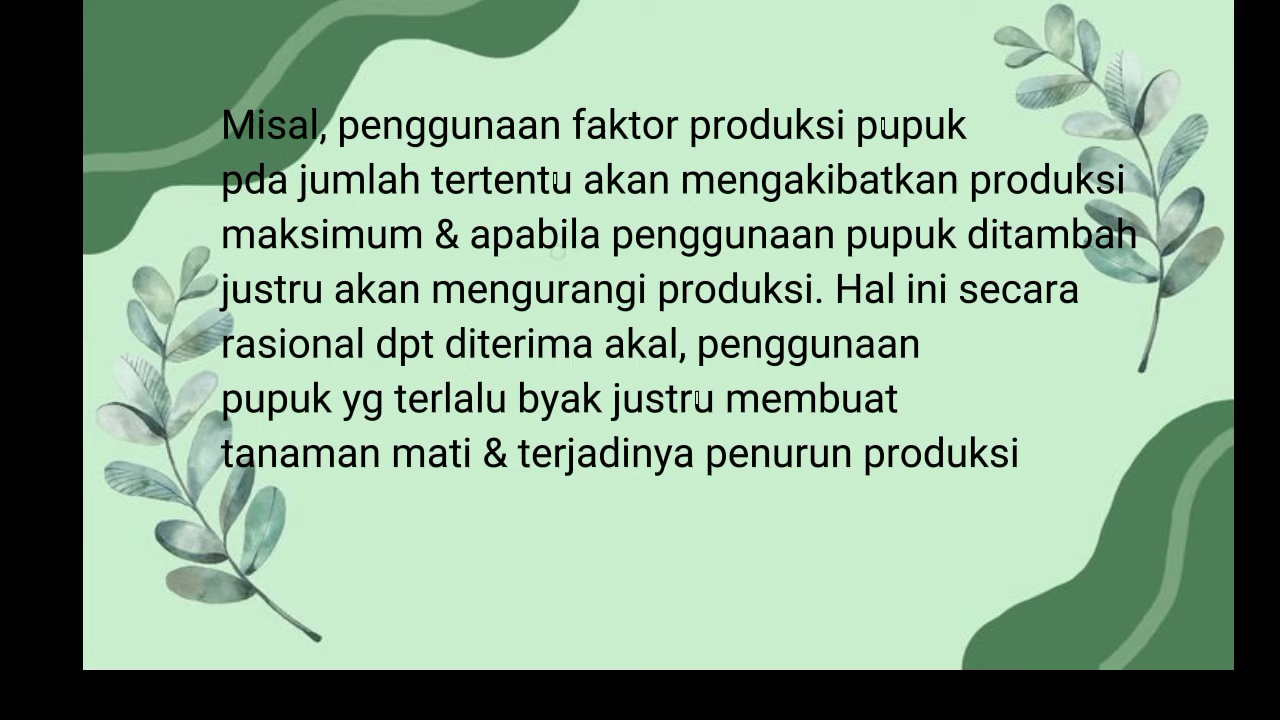 Misal, penggunaan faktor produksi pupuk
pda jumlah tertentu akan mengakibatkan produksi
maksimum & apabila penggunaan pupuk ditambah
justru akan mengurangi produksi. Hal ini secara
rasional dpt diterima akal, penggunaan
pupuk yg terlalu byak justru membuat
tanaman mati & terjadinya penurun produksi